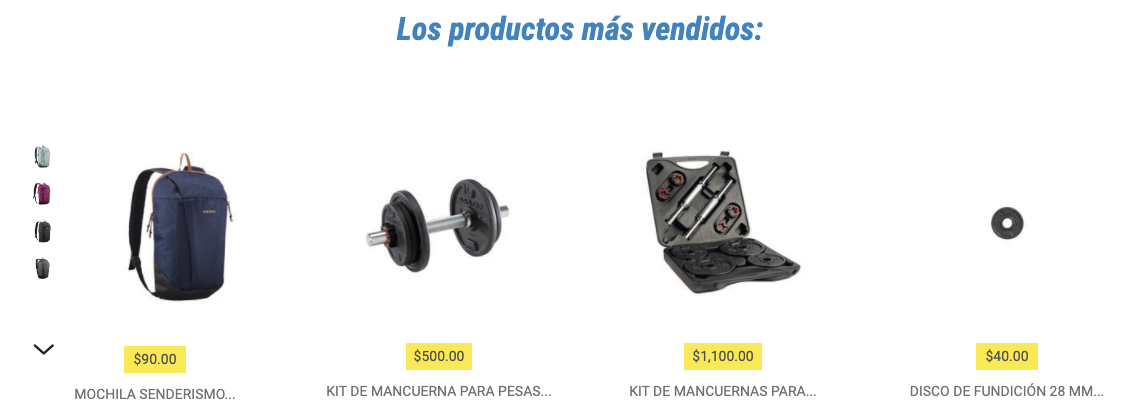 Los productos más vendidos:
$90.00
$500.00
$1,100.00
$40.00
MOCHILA SENDERISMO...
KIT DE MANCUERNA PARA PESAS...
KIT DE MANCUERNAS PARA...
DISCO DE FUNDICIÓN 28 MM...